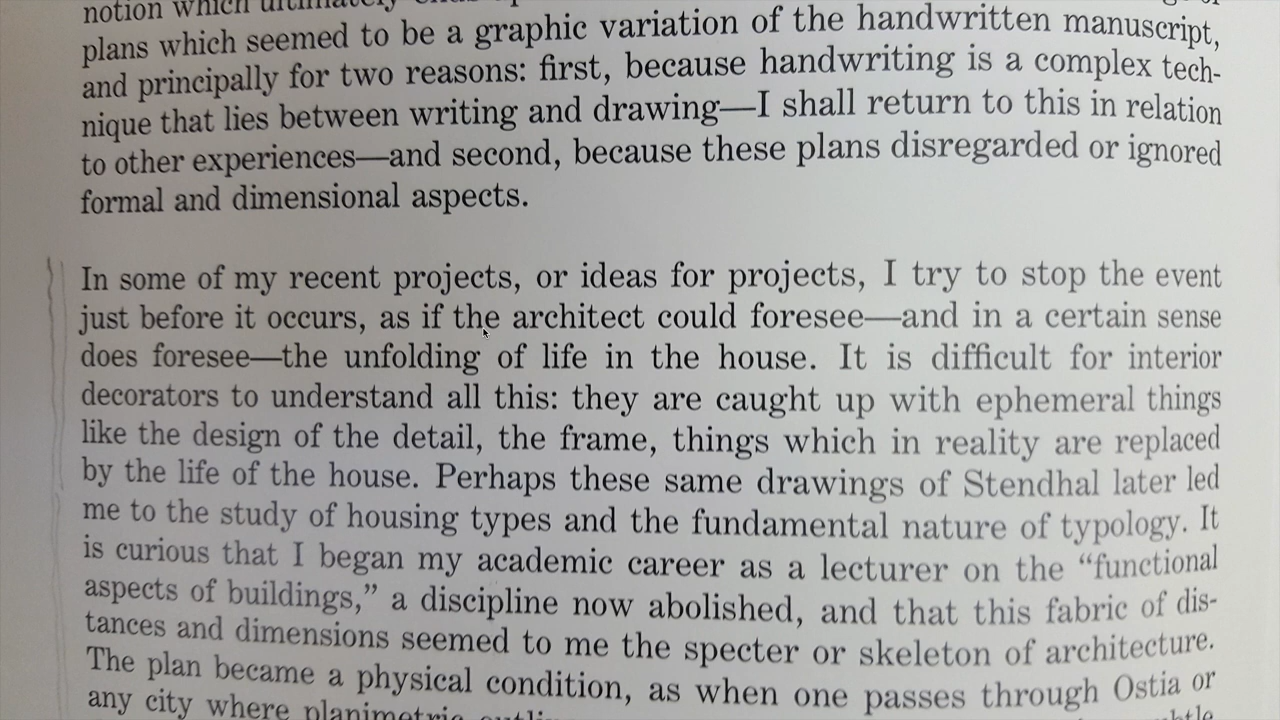 notion which ultimately
plans which seemed to be a graphic variation of the handwritten manuscript,
and principally for two reasons: first, because handwriting is a complex tech-
nique that lies between writing and drawing—I shall return to this in relation
to other experiences—and second, because these plans disregarded or ignored
formal and dimensional aspects.
In some of my recent projects, or ideas for projects, I try to stop the event
just before it occurs, as if the architect could foresee—and in a certain sense
does foresee—the unfolding of life in the house. It is difficult for interior
decorators to understand all this: they are caught up with ephemeral things
like the design of the detail, the frame, things which in reality are replaced
by the life of the house. Perhaps these same drawings of Stendhal later led
me to the study of housing types and the fundamental nature of typology. It
is curious that I began my academic career as a lecturer on the “functional
aspects of buildings,” a discipline now abolished, and that this fabric of dis-
tances and dimensions seemed to me the specter or skeleton of architecture.
The plan became a physical condition, as when one passes through Ostia or
any city where planimetric